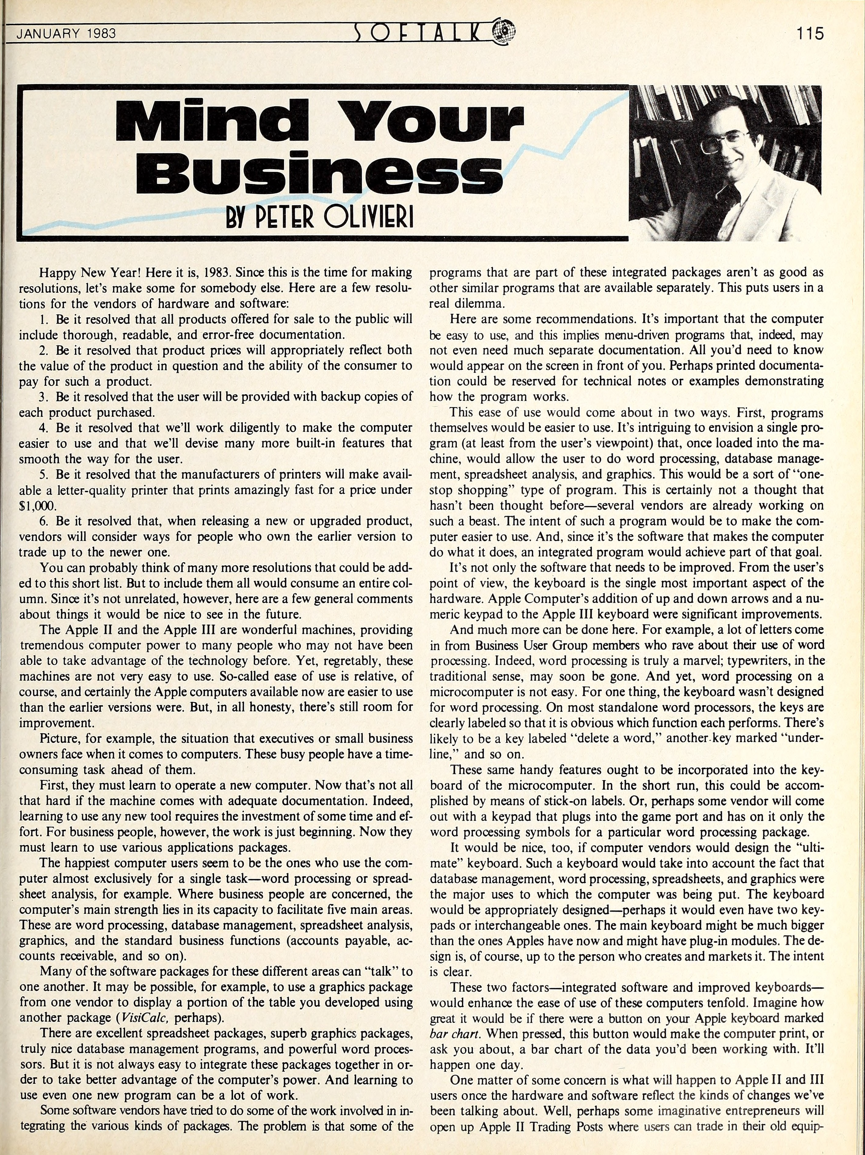 JANUARY 1983
SOFTALK
115
Mind Your
Business
BY PETER OLIVIERI
Happy New Year! Here it is, 1983. Since this is the time for making
resolutions, let's make some for somebody else. Here are a few resolu-
tions for the vendors of hardware and software:
1. Be it resolved that all products offered for sale to the public will
include thorough, readable, and error-free documentation.
2. Be it resolved that product prices will appropriately reflect both
the value of the product in question and the ability of the consumer to
pay for such a product.
3. Be it resolved that the user will be provided with backup copies of
each product purchased.
4. Be it resolved that we'll work diligently to make the computer
easier to use and that we'll devise many more built-in features that
smooth the way for the user.
5. Be it resolved that the manufacturers of printers will make avail-
able a letter-quality printer that prints amazingly fast for a price under
$1,000.
6. Be it resolved that, when releasing a new or upgraded product,
vendors will consider ways for people who own the earlier version to
trade up to the newer one.
You can probably think of many more resolutions that could be add-
ed to this short list. But to include them all would consume an entire col-
umn. Since it's not unrelated, however, here are a few general comments
about things it would be nice to see in the future.
The Apple II and the Apple III are wonderful machines, providing
tremendous computer power to many people who may not have been
able to take advantage of the technology before. Yet, regretably, these
machines are not very easy to use. So-called ease of use is relative, of
course, and certainly the Apple computers available now are easier to use
than the earlier versions were. But, in all honesty, there's still room for
improvement.
Picture, for example, the situation that executives or small business
owners face when it comes to computers. These busy people have a time-
consuming task ahead of them.
First, they must learn to operate a new computer. Now that's not all
that hard if the machine comes with adequate documentation. Indeed,
learning to use any new tool requires the investment of some time and ef-
fort. For business people, however, the work is just beginning. Now they
must learn to use various applications packages.
The happiest computer users seem to be the ones who use the com-
puter almost exclusively for a single task—word processing or spread-
sheet analysis, for example. Where business people are concerned, the
computer's main strength lies in its capacity to facilitate five main areas.
These are word processing, database management, spreadsheet analysis,
graphics, and the standard business functions (accounts payable, ac-
counts receivable, and so on).
Many of the software packages for these different areas can "talk" to
one another. It may be possible, for example, to use a graphics package
from one vendor to display a portion of the table you developed using
another package (VisiCalc, perhaps).
There are excellent spreadsheet packages, superb graphics packages,
truly nice database management programs, and powerful word proces-
sors. But it is not always easy to integrate these packages together in or-
der to take better advantage of the computer's power. And learning to
use even one new program can be a lot of work.
Some software vendors have tried to do some of the work involved in in-
tegrating the various kinds of packages. The problem is that some of the
programs that are part of these integrated packages aren't as good as
other similar programs that are available separately. This puts users in a
real dilemma.
Here are some recommendations. It's important that the computer
be easy to use, and this implies menu-driven programs that, indeed, may
not even need much separate documentation. All you'd need to know
would appear on the screen in front of you. Perhaps printed documenta-
tion could be reserved for technical notes or examples demonstrating
how the program works.
This ease of use would come about in two ways. First, programs
themselves would be easier to use. It's intriguing to envision a single pro-
gram (at least from the user's viewpoint) that, once loaded into the ma-
chine, would allow the user to do word processing, database manage-
ment, spreadsheet analysis, and graphics. This would be a sort of "one-
stop shopping" type of program. This is certainly not a thought that
hasn't been thought before—several vendors are already working on
such a beast. The intent of such a program would be to make the com-
puter easier to use. And, since it's the software that makes the computer
do what it does, an integrated program would achieve part of that goal.
It's not only the software that needs to be improved. From the user's
point of view, the keyboard is the single most important aspect of the
hardware. Apple Computer's addition of up and down arrows and a nu-
meric keypad to the Apple III keyboard were significant improvements.
And much more can be done here. For example, a lot of letters come
in from Business User Group members who rave about their use of word
processing. Indeed, word processing is truly a marvel; typewriters, in the
traditional sense, may soon be gone. And yet, word processing on a
microcomputer is not easy. For one thing, the keyboard wasn't designed
for word processing. On most standalone word processors, the keys are
clearly labeled so that it is obvious which function each performs. There's
likely to be a key labeled "delete a word," another key marked "under-
line," and so on.
These same handy features ought to be incorporated into the key-
board of the microcomputer. In the short run, this could be accom-
plished by means of stick-on labels. Or, perhaps some vendor will come
out with a keypad that plugs into the game port and has on it only the
word processing symbols for a particular word processing package.
It would be nice, too, if computer vendors would design the "ulti-
mate" keyboard. Such a keyboard would take into account the fact that
database management, word processing, spreadsheets, and graphics were
the major uses to which the computer was being put. The keyboard
would be appropriately designed—perhaps it would even have two key-
pads or interchangeable ones. The main keyboard might be much bigger
than the ones Apples have now and might have plug-in modules. The de-
sign is, of course, up to the person who creates and markets it. The intent
is clear.
These two factors—integrated software and improved keyboards—
would enhance the ease of use of these computers tenfold. Imagine how
great it would be if there were a button on your Apple keyboard marked
bar chart. When pressed, this button would make the computer print, or
ask you about, a bar chart of the data you'd been working with. It'll
happen one day.
One matter of some concern is what will happen to Apple II and III
users once the hardware and software reflect the kinds of changes we've
been talking about. Well, perhaps some imaginative entrepreneurs will
open up Apple II Trading Posts where users can trade in their old equip-